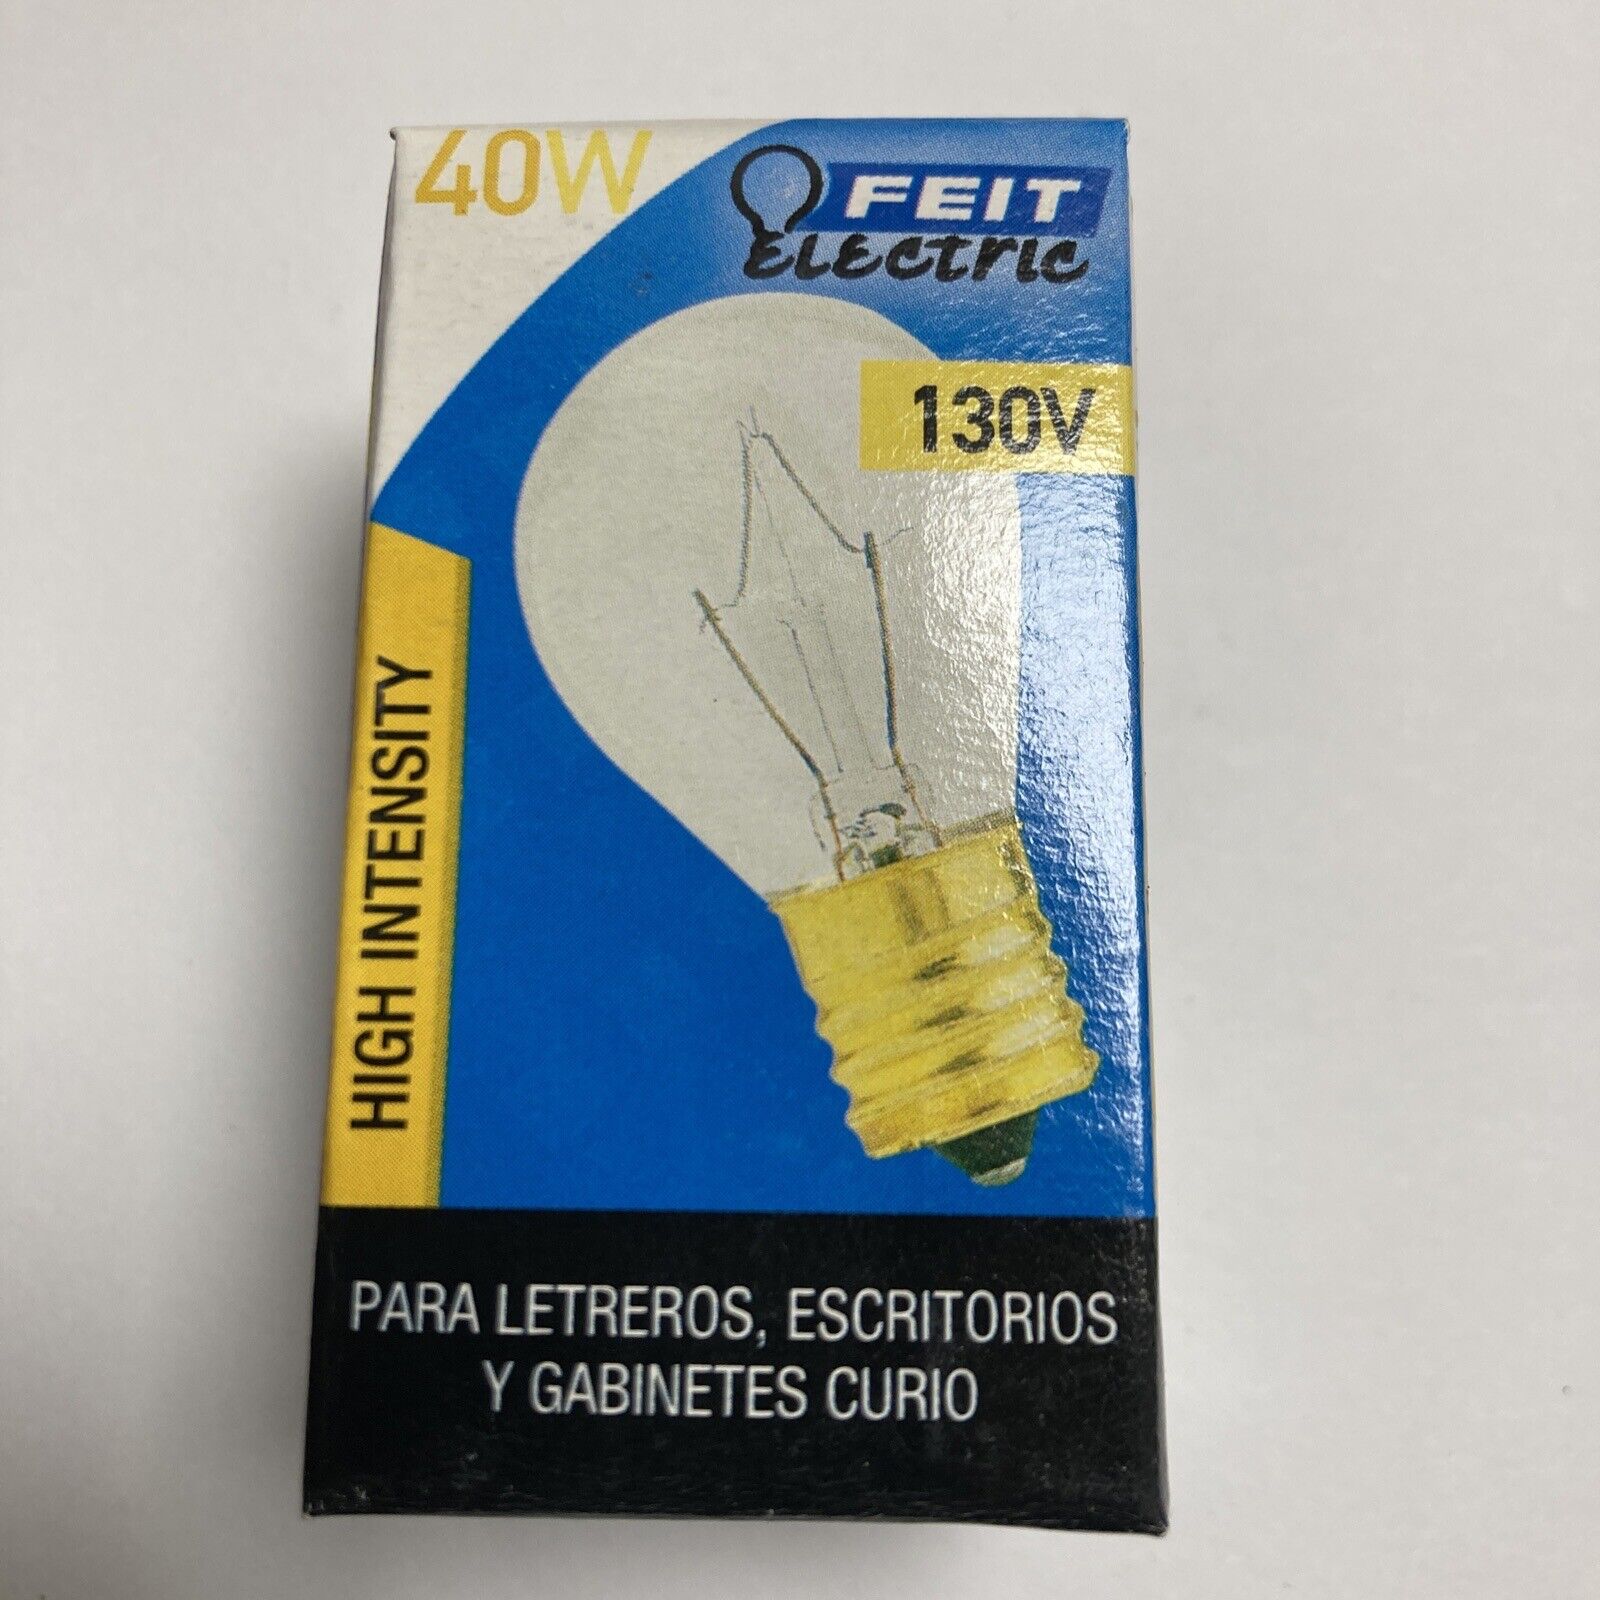 40W
FEIT
ELECTRIC
130V
HIGH INTENSITY
PARA LETREROS, ESCRITORIOS
Y GABINETES CURIO